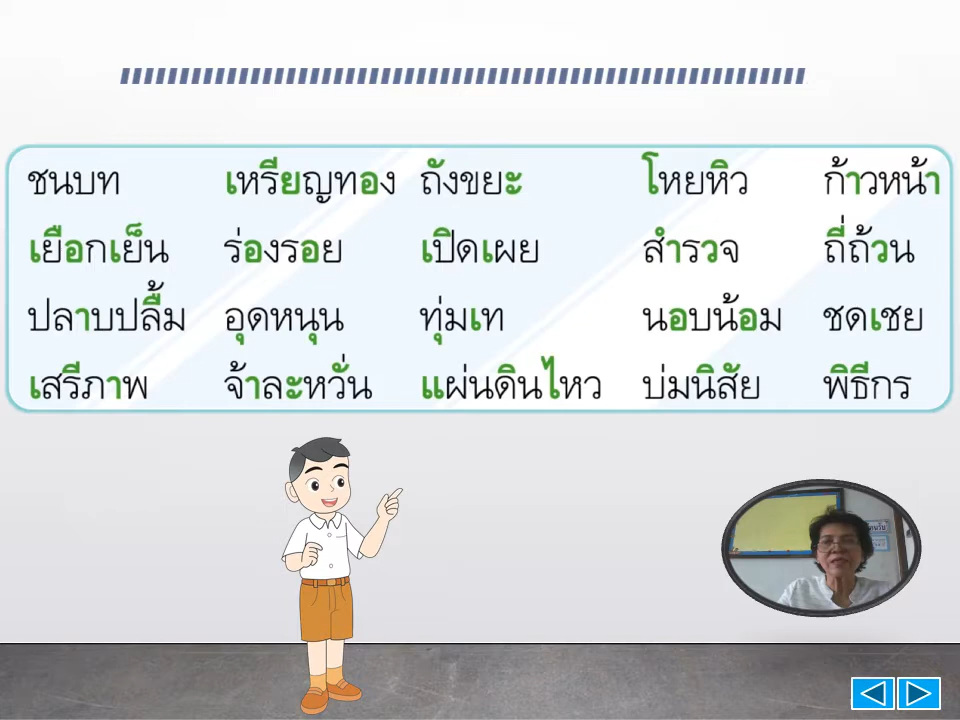 ชนบท เหรียญทอง ถังขยะ โหยหิว ก้าวหน้า
เยือกเย็น ร่องรอย เปิดเผย สำรวจ ถี่ถ้วน
ปลาบปลื้ม อุดหนุน ทุ่มเท นอบน้อม ชดเชย
เสรีภาพ จ้าละหวั่น แผ่นดินไหว บ่มนิสัย พิธีกร